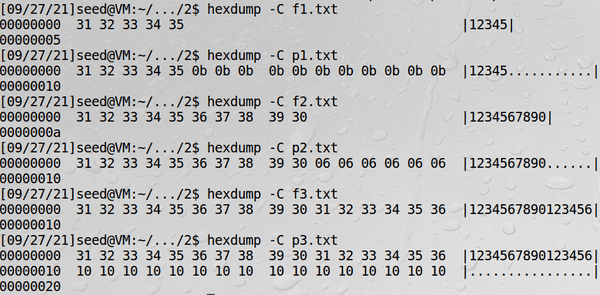 [09/27/21]seed@VM:~/.../2$ hexdump -C f1.txt
00000000  31 32 33 34 35                                    |12345|
00000005
[09/27/21]seed@VM:~/.../2$ hexdump -C p1.txt
00000000  31 32 33 34 35 0b 0b 0b  0b 0b 0b 0b 0b 0b 0b 0b  |12345...........|
00000010
[09/27/21]seed@VM:~/.../2$ hexdump -C f2.txt
00000000  31 32 33 34 35 36 37 38  39 30                    |1234567890|
0000000a
[09/27/21]seed@VM:~/.../2$ hexdump -C p2.txt
00000000  31 32 33 34 35 36 37 38  39 30 06 06 06 06 06 06  |1234567890......|
00000010
[09/27/21]seed@VM:~/.../2$ hexdump -C f3.txt
00000000  31 32 33 34 35 36 37 38  39 30 31 32 33 34 35 36  |1234567890123456|
00000010
[09/27/21]seed@VM:~/.../2$ hexdump -C p3.txt
00000000  31 32 33 34 35 36 37 38  39 30 31 32 33 34 35 36  |1234567890123456|
00000010  10 10 10 10 10 10 10 10  10 10 10 10 10 10 10 10  |................|
00000020